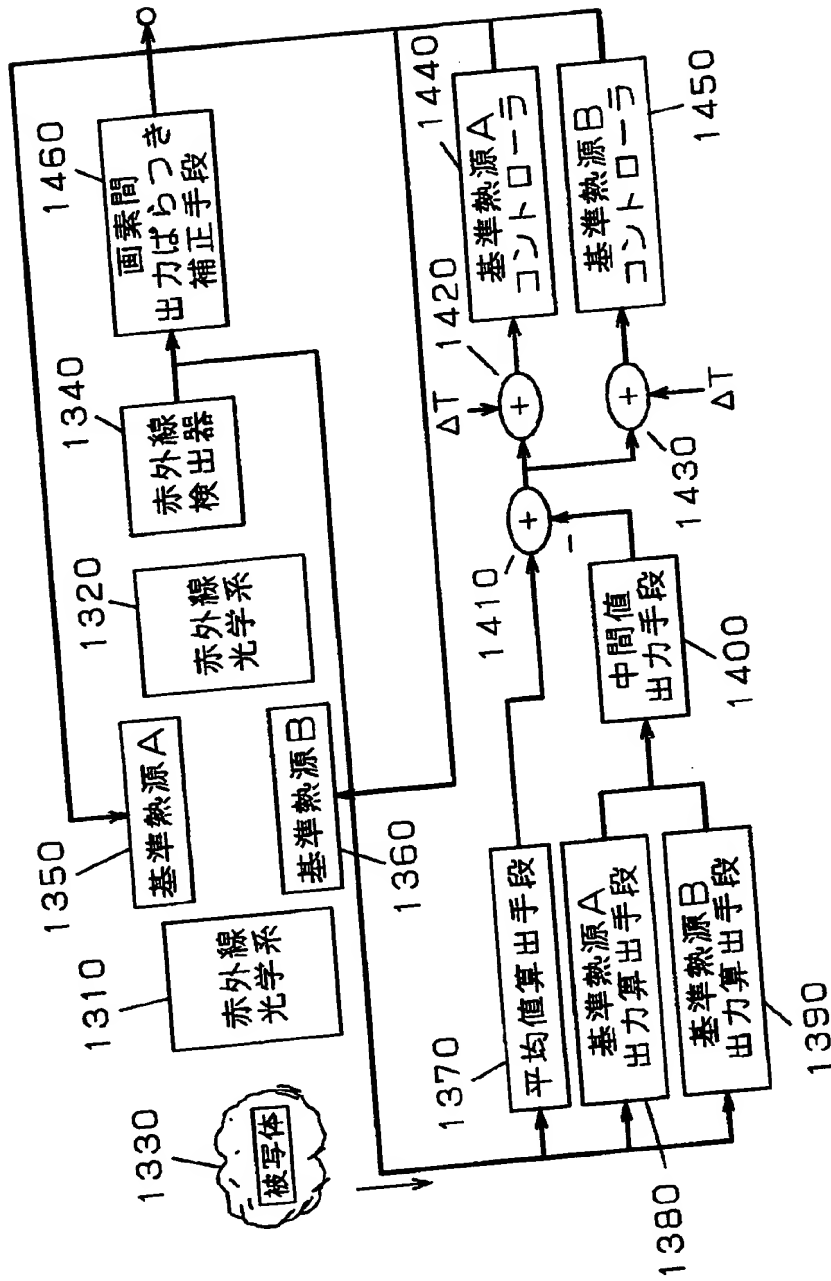 1330
被写体
1310
赤外線
光学系
1350
基準熱源A
基準熱源B
1360
1320
赤外線
光学系
1340
赤外線
検出器
1460
画素間
出力ばらつき
補正手段
1370
平均値算出手段
基準熱源A
出力算出手段
1380
基準熱源B
出力算出手段
1390
中間値
出力手段
1400
1410
+
-
ΔT
1420
+
+
ΔT
1430
基準熱源A
コントローラ
1440
基準熱源B
コントローラ
1450